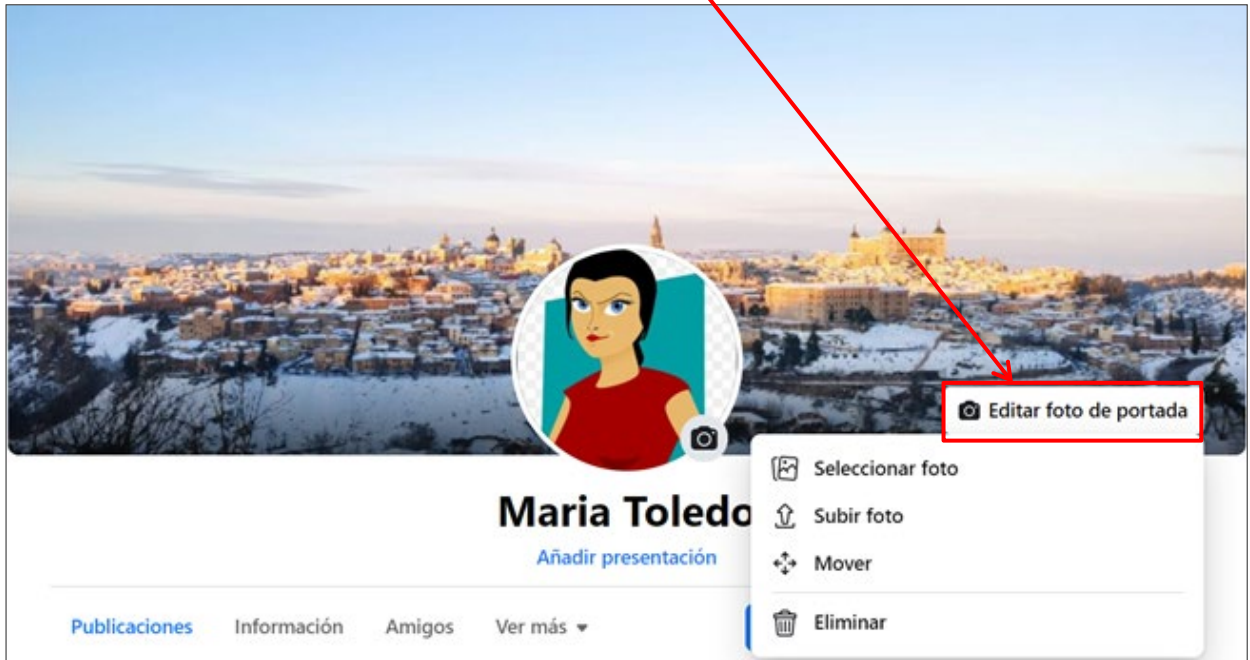 Editar foto de portada
Seleccionar foto
Subir foto
Mover
Eliminar
Maria Toledo
Añadir presentación
Publicaciones Información Amigos Ver más